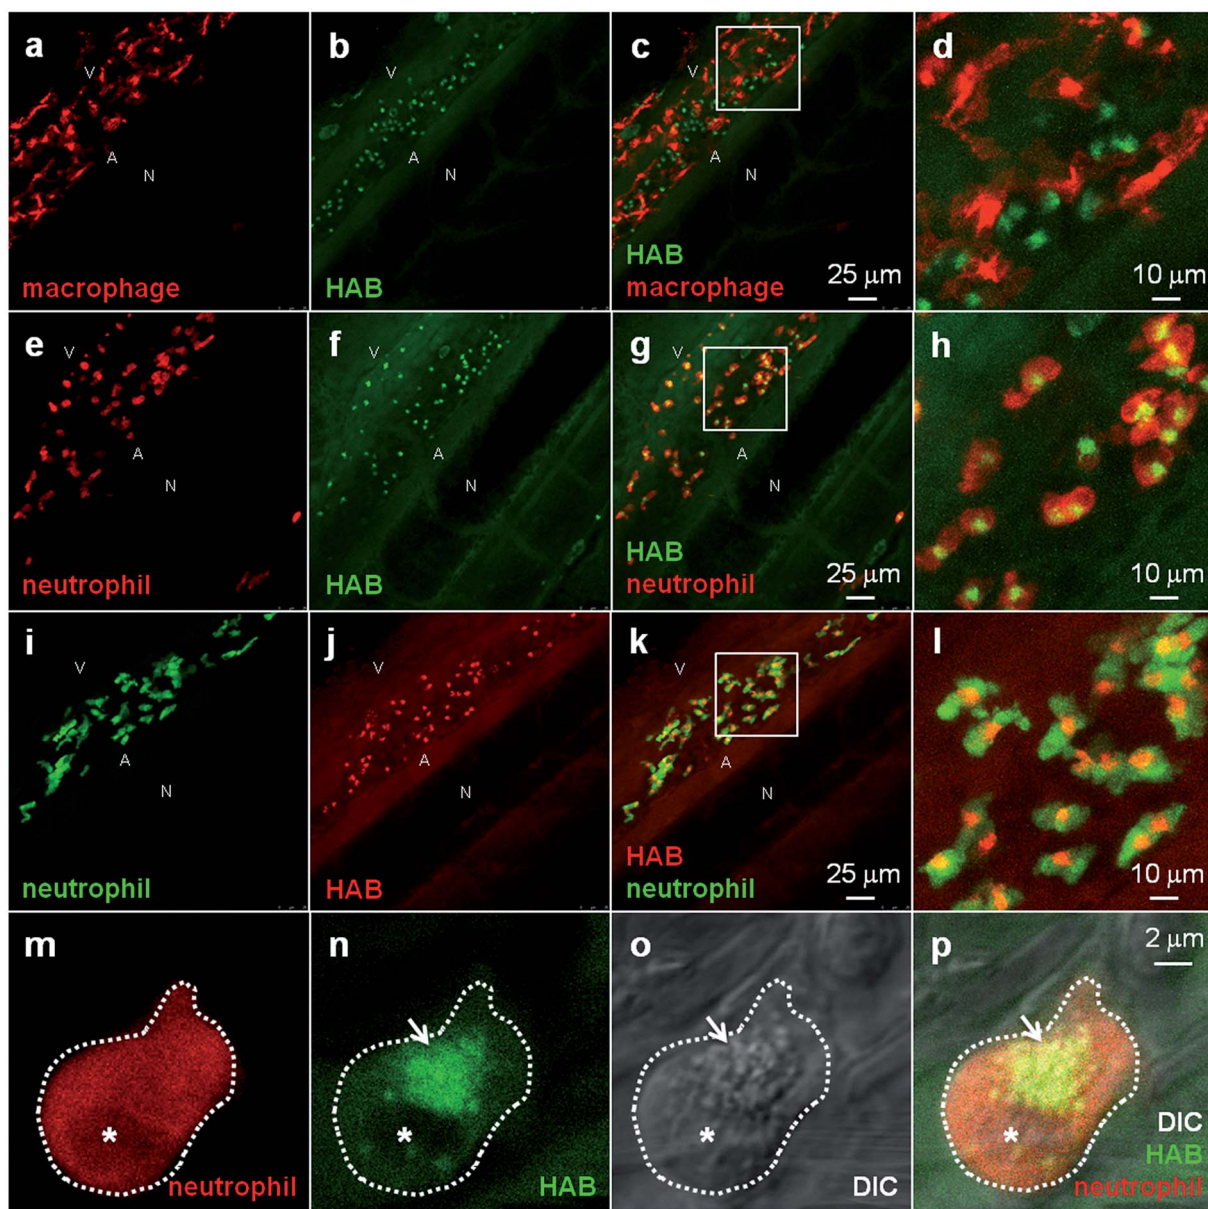 a
V
A
N
macrophage
b
V
A
N
HAB
c
V
A
N
HAB
macrophage
25 μm
d
10 μm
e
V
A
N
neutrophil
f
V
A
N
HAB
g
V
A
N
HAB
neutrophil
25 μm
h
10 μm
i
V
A
N
neutrophil
j
V
A
N
HAB
k
V
A
N
HAB
neutrophil
25 μm
l
10 μm
m
*
neutrophil
n
*
HAB
o
*
DIC
p
2 μm
*
DIC
HAB
neutrophil